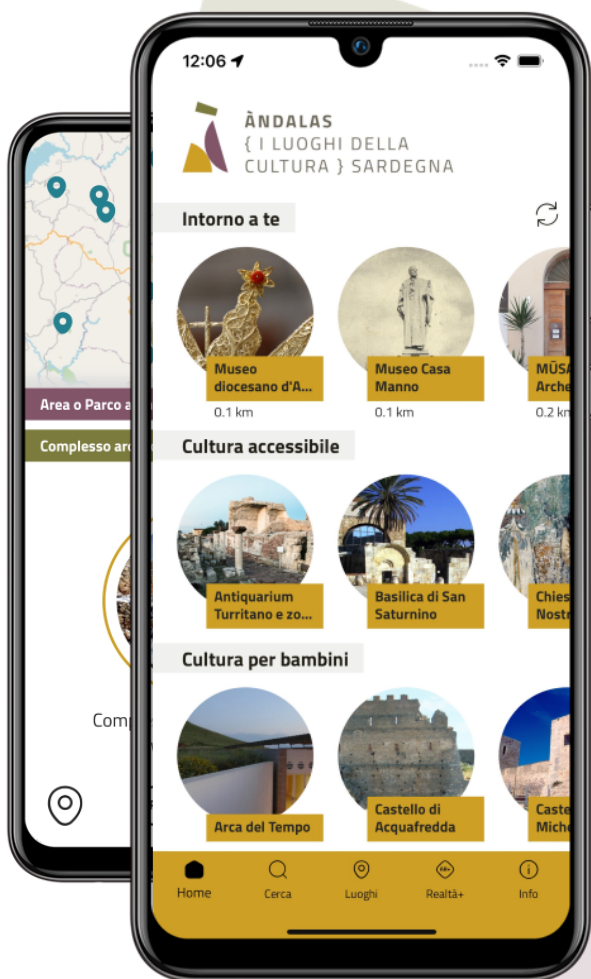 12:06
ÀNDALAS
{ I LUOGHI DELLA
CULTURA } SARDEGNA
Intorno a te
Museo
diocesano d'A...
0.1 km
Museo Casa
Manno
0.1 km
MŪSA
Arche
0.2 km
Cultura accessibile
Antiquarium
Turritano e zo...
Basilica di San
Saturnino
Chies
Nostr
Cultura per bambini
Arca del Tempo
Castello di
Acquafredda
Caste
Miche
Home
Cerca
Luoghi
Realtà+
Info
Area o Parco a
Complesso arc
Comp